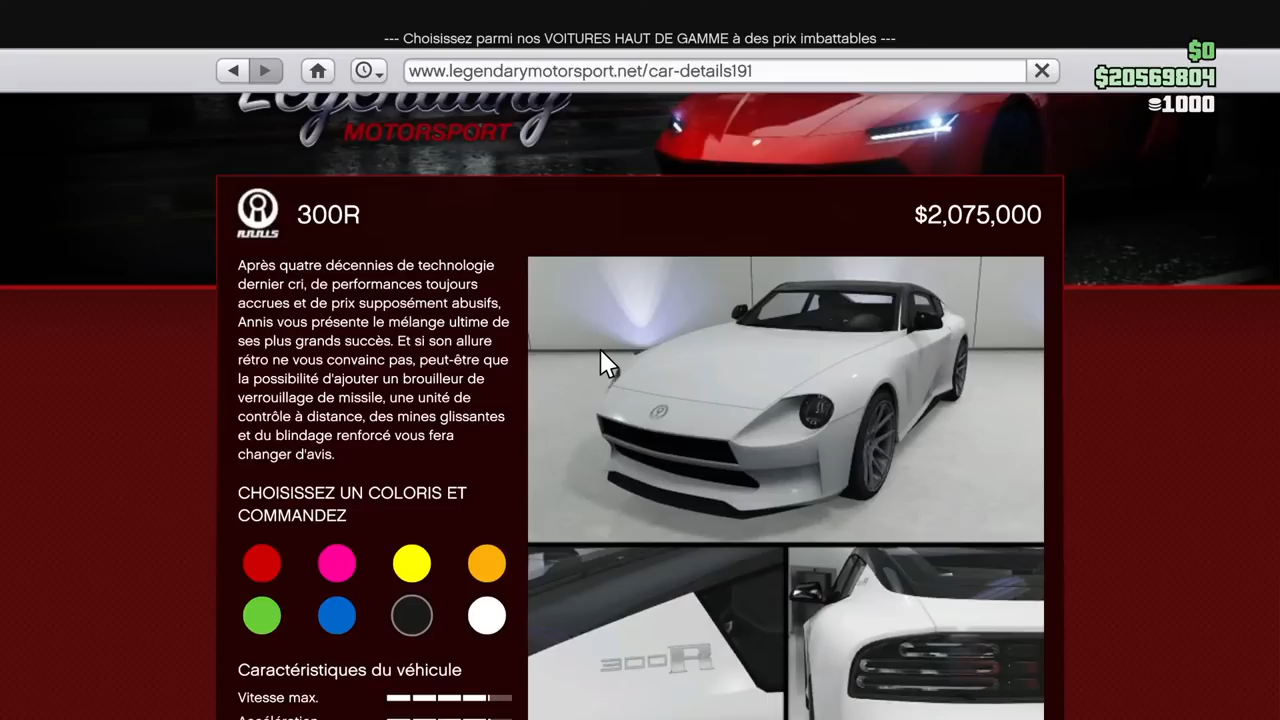 --- Choisissez parmi nos VOITURES HAUT DE GAMME à des prix imbattables ---
$0
www.legendarymotorsport.net/car-details191
$20569804
1000
Legendary
MOTORSPORT
300R
$2,075,000
ANNIS
Après quatre décennies de technologie
dernier cri, de performances toujours
accrues et de prix supposément abusifs,
Annis vous présente le mélange ultime de
ses plus grands succès. Et si son allure
rétro ne vous convainc pas, peut-être que
la possibilité d'ajouter un brouilleur de
verrouillage de missile, une unité de
contrôle à distance, des mines glissantes
et du blindage renforcé vous fera
changer d'avis.
CHOISISSEZ UN COLORIS ET
COMMANDEZ
300R
Caractéristiques du véhicule
Vitesse max.
Accélération